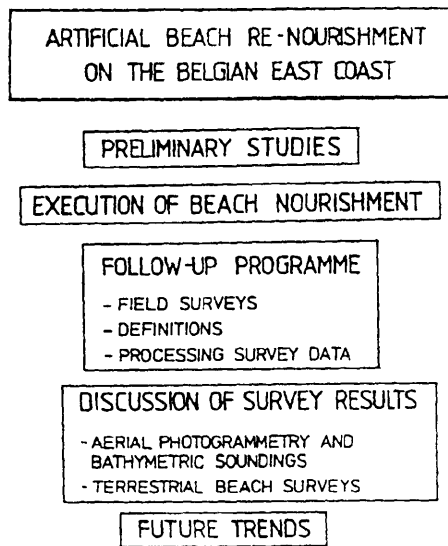 ARTIFICIAL BEACH RE-NOURISHMENT
ON THE BELGIAN EAST COAST
PRELIMINARY STUDIES
EXECUTION OF BEACH NOURISHMENT
FOLLOW-UP PROGRAMME
- FIELD SURVEYS
- DEFINITIONS
- PROCESSING SURVEY DATA
DISCUSSION OF SURVEY RESULTS
- AERIAL PHOTOGRAMMETRY AND
BATHYMETRIC SOUNDINGS
- TERRESTRIAL BEACH SURVEYS
FUTURE TRENDS